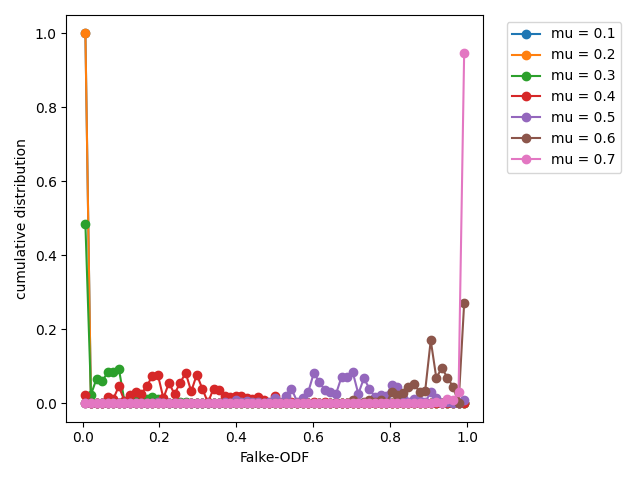 1.0
0.8
0.6
0.4
0.2
0.0
cumulative distribution
0.0 0.2 0.4 0.6 0.8 1.0
Falke-ODF
mu = 0.1
mu = 0.2
mu = 0.3
mu = 0.4
mu = 0.5
mu = 0.6
mu = 0.7